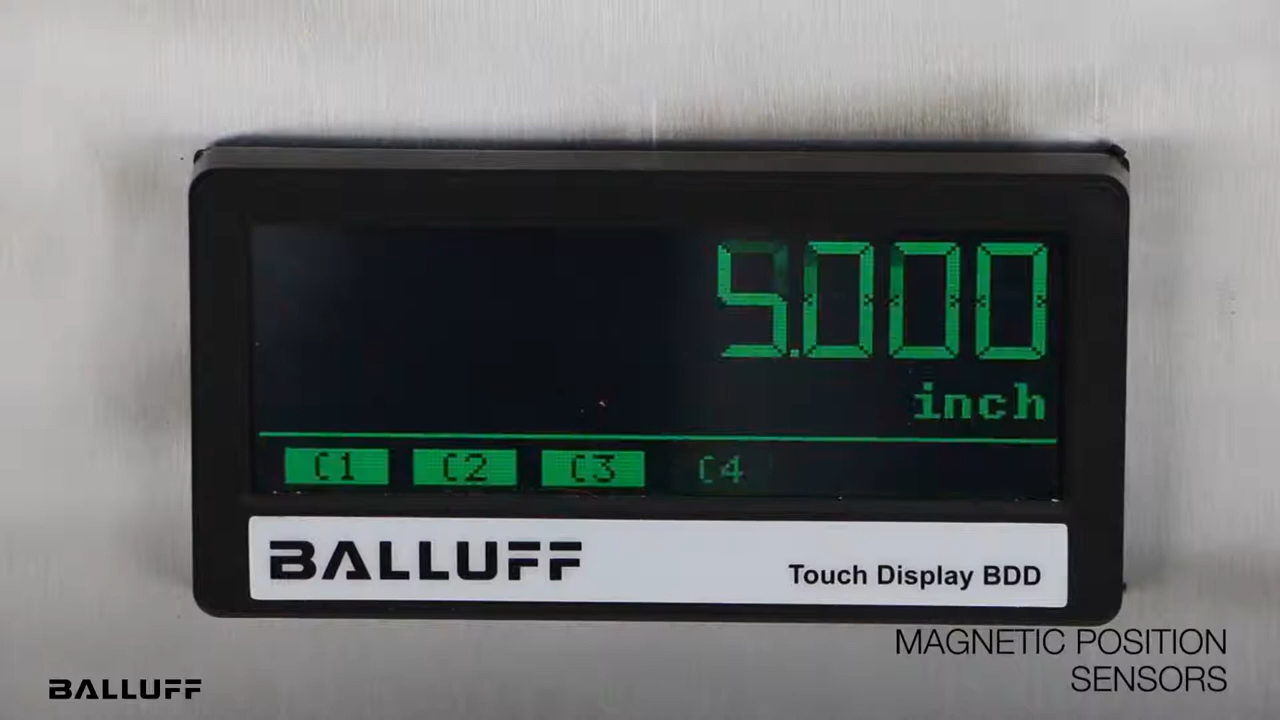 5.000
inch
C1 C2 C3 C4
BALLUFF
Touch Display BDD
MAGNETIC POSITION
SENSORS
BALLUFF